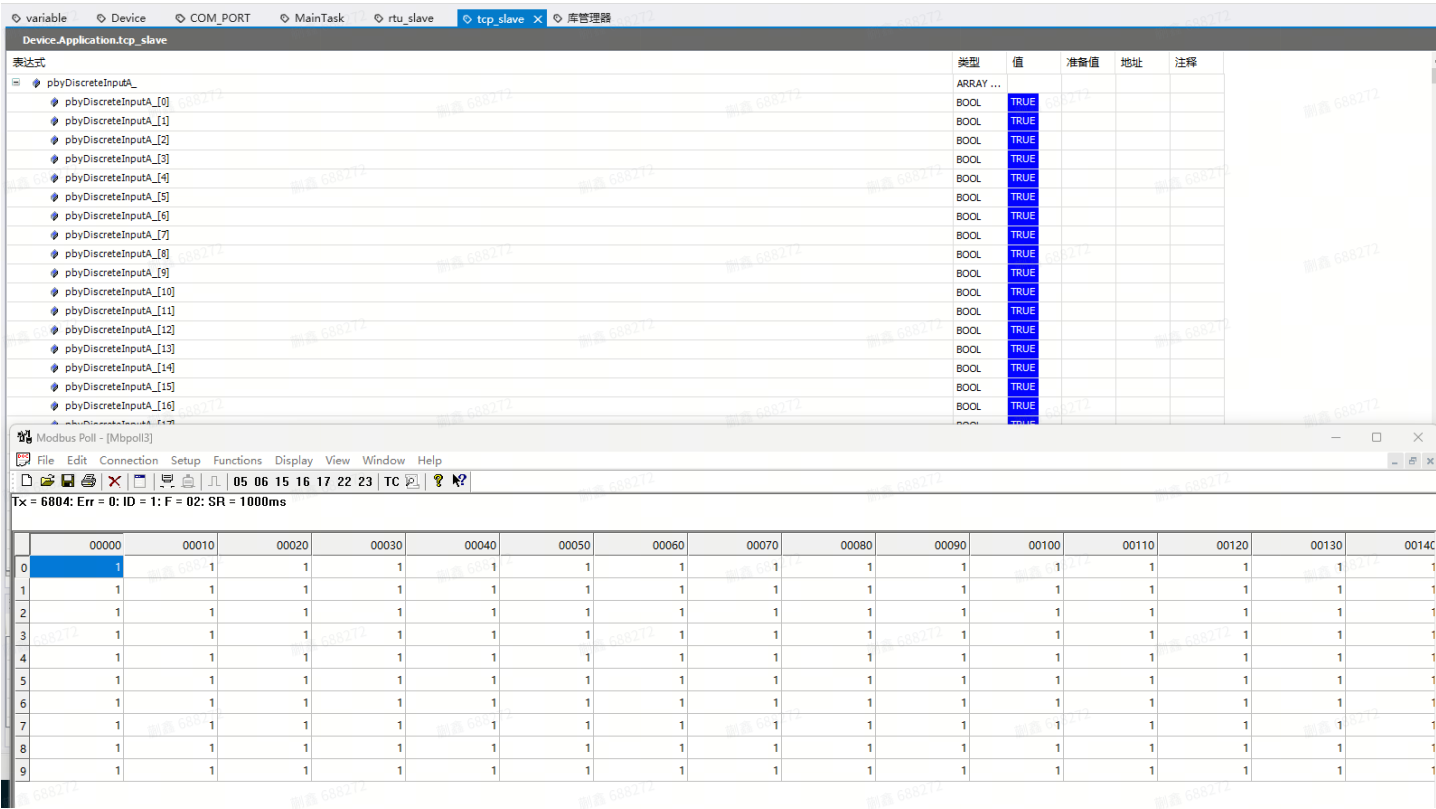 variable Device COM_PORT MainTask rtu_slave tcp_slave 库管理器
Device.Application.tcp_slave
表达式 类型 值 准备值 地址 注释
pbyDiscreteInputA_ ARRAY ...
pbyDiscreteInputA_[0] BOOL TRUE
pbyDiscreteInputA_[1] BOOL TRUE
pbyDiscreteInputA_[2] BOOL TRUE
pbyDiscreteInputA_[3] BOOL TRUE
pbyDiscreteInputA_[4] BOOL TRUE
pbyDiscreteInputA_[5] BOOL TRUE
pbyDiscreteInputA_[6] BOOL TRUE
pbyDiscreteInputA_[7] BOOL TRUE
pbyDiscreteInputA_[8] BOOL TRUE
pbyDiscreteInputA_[9] BOOL TRUE
pbyDiscreteInputA_[10] BOOL TRUE
pbyDiscreteInputA_[11] BOOL TRUE
pbyDiscreteInputA_[12] BOOL TRUE
pbyDiscreteInputA_[13] BOOL TRUE
pbyDiscreteInputA_[14] BOOL TRUE
pbyDiscreteInputA_[15] BOOL TRUE
pbyDiscreteInputA_[16] BOOL TRUE
pbyDiscreteInputA_[17] BOOL TRUE
Modbus Poll - [Mbpoll3]
File Edit Connection Setup Functions Display View Window Help
05 06 15 16 17 22 23 TC
Tx = 6804: Err = 0: ID = 1: F = 02: SR = 1000ms
00000 00010 00020 00030 00040 00050 00060 00070 00080 00090 00100 00110 00120 00130 00140
0 1 1 1 1 1 1 1 1 1 1 1 1 1 1 1
1 1 1 1 1 1 1 1 1 1 1 1 1 1 1 1
2 1 1 1 1 1 1 1 1 1 1 1 1 1 1 1
3 1 1 1 1 1 1 1 1 1 1 1 1 1 1 1
4 1 1 1 1 1 1 1 1 1 1 1 1 1 1 1
5 1 1 1 1 1 1 1 1 1 1 1 1 1 1 1
6 1 1 1 1 1 1 1 1 1 1 1 1 1 1 1
7 1 1 1 1 1 1 1 1 1 1 1 1 1 1 1
8 1 1 1 1 1 1 1 1 1 1 1 1 1 1 1
9 1 1 1 1 1 1 1 1 1 1 1 1 1 1 1
688272